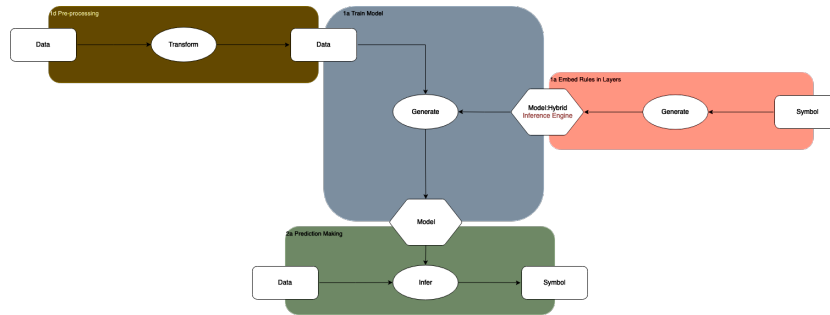 1d Pre-processing
1a Train Model
Data
Transform
Data
1a Embed Rules in Layers
Generate
Model:Hybrid
Inference Engine
Generate
Symbol
Model
2a Prediction Making
Data
Infer
Symbol